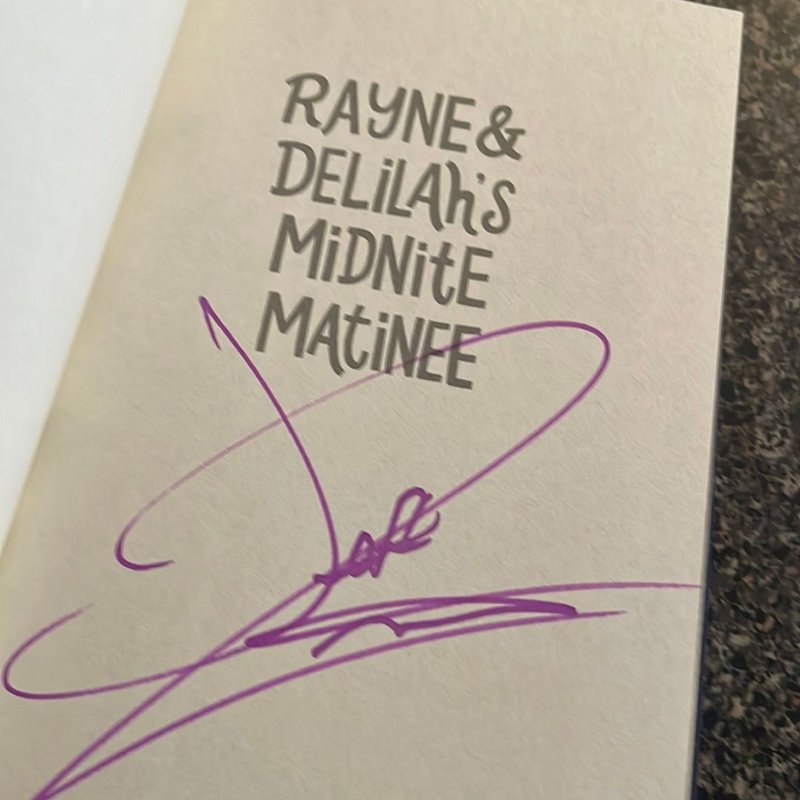 RAYNE &
DELILAH'S
MIDNITE
MATINEE